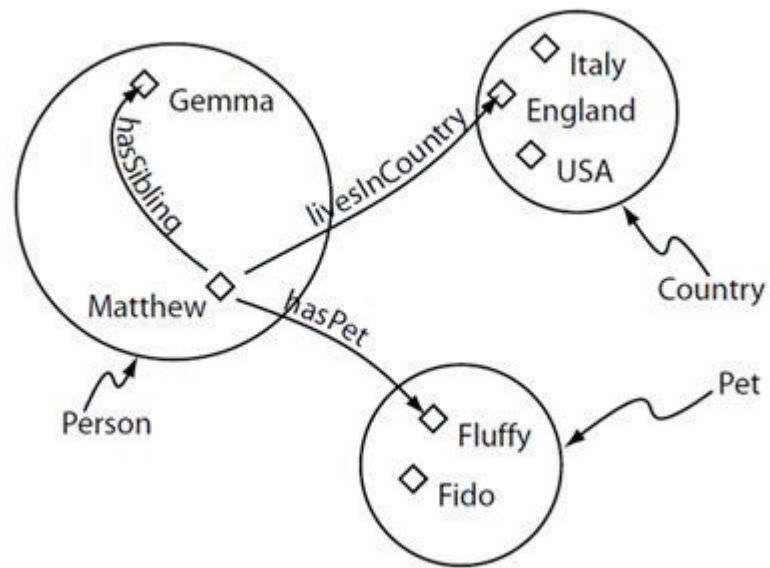 Italy
Gemma
England
hasSibling
livesInCountry
USA
Matthew
hasPet
Country
Person
Pet
Fluffy
Fido